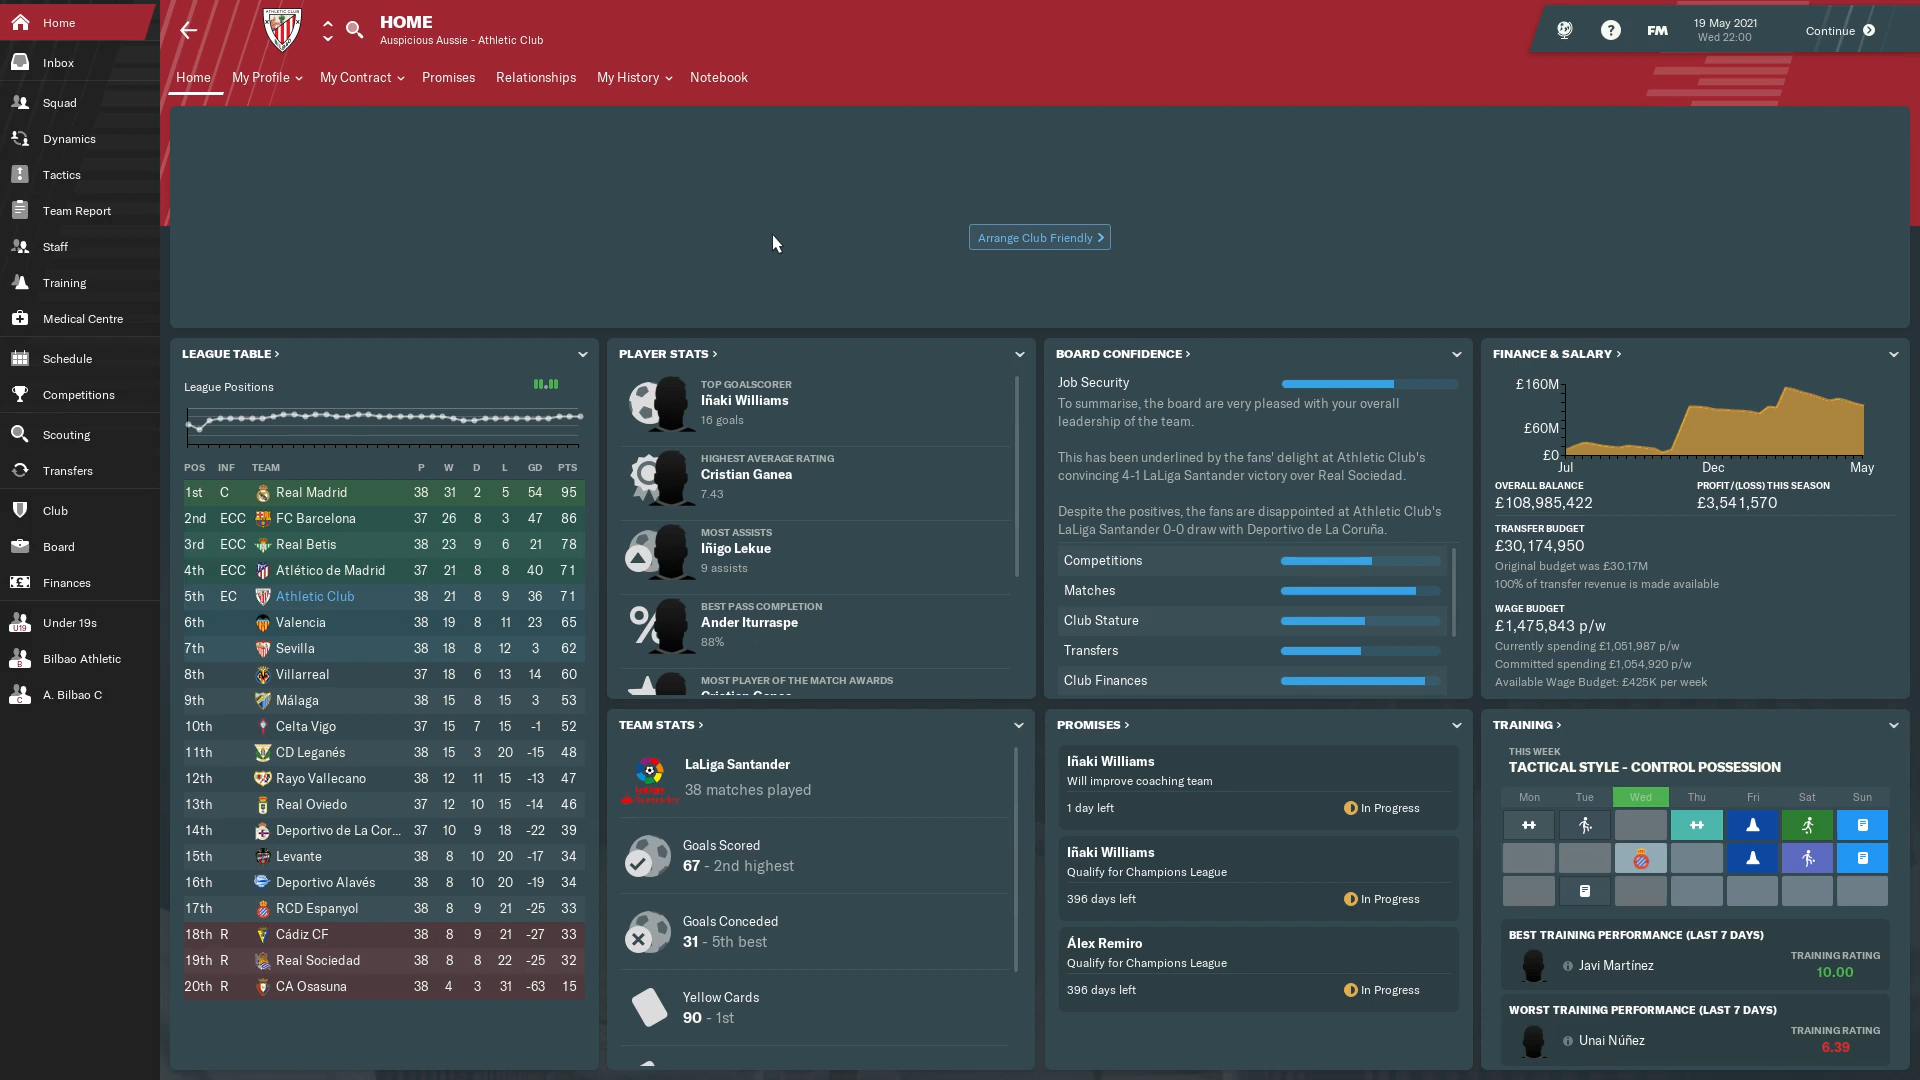 Home
Inbox
Squad
Dynamics
Tactics
Team Report
Staff
Training
Medical Centre
Schedule
Competitions
Scouting
Transfers
Club
Board
Finances
Under 19s
Bilbao Athletic
A. Bilbao C
HOME
Auspicious Aussie - Athletic Club
FM
19 May 2021
Wed 22:00
Continue
Home My Profile My Contract Promises Relationships My History Notebook
Arrange Club Friendly >
LEAGUE TABLE >
League Positions
POS INF TEAM P W D L GD PTS
1st C Real Madrid 38 31 2 5 54 95
2nd ECC FC Barcelona 37 26 8 3 47 86
3rd ECC Real Betis 38 23 9 6 21 78
4th ECC Atlético de Madrid 37 21 8 8 40 71
5th EC Athletic Club 38 21 8 9 36 71
6th Valencia 38 19 8 11 23 65
7th Sevilla 38 18 8 12 3 62
8th Villarreal 37 18 6 13 14 60
9th Málaga 38 15 8 15 3 53
10th Celta Vigo 37 15 7 15 -1 52
11th CD Leganés 38 15 3 20 -15 48
12th Rayo Vallecano 38 12 11 15 -13 47
13th Real Oviedo 37 12 10 15 -14 46
14th Deportivo de La Cor... 37 10 9 18 -22 39
15th Levante 38 8 10 20 -17 34
16th Deportivo Alavés 38 8 10 20 -19 34
17th RCD Espanyol 38 8 9 21 -25 33
18th R Cádiz CF 38 8 9 21 -27 33
19th R Real Sociedad 38 8 8 22 -25 32
20th R CA Osasuna 38 4 3 31 -63 15
PLAYER STATS >
TOP GOALSCORER
Iñaki Williams
16 goals
HIGHEST AVERAGE RATING
Cristian Ganea
7.43
MOST ASSISTS
Iñigo Lekue
9 assists
BEST PASS COMPLETION
Ander Iturraspe
88%
MOST PLAYER OF THE MATCH AWARDS
Cristian Ganea
TEAM STATS >
LaLiga Santander
38 matches played
Goals Scored
67 - 2nd highest
Goals Conceded
31 - 5th best
Yellow Cards
90 - 1st
BOARD CONFIDENCE >
Job Security
To summarise, the board are very pleased with your overall
leadership of the team.
This has been underlined by the fans' delight at Athletic Club's
convincing 4-1 LaLiga Santander victory over Real Sociedad.
Despite the positives, the fans are disappointed at Athletic Club's
LaLiga Santander 0-0 draw with Deportivo de La Coruña.
Competitions
Matches
Club Stature
Transfers
Club Finances
PROMISES >
Iñaki Williams
Will improve coaching team
1 day left In Progress
Iñaki Williams
Qualify for Champions League
396 days left In Progress
Álex Remiro
Qualify for Champions League
396 days left In Progress
FINANCE & SALARY >
£160M
£60M
£0
Jul Dec May
OVERALL BALANCE PROFIT/(LOSS) THIS SEASON
£108,985,422 £3,541,570
TRANSFER BUDGET
£30,174,950
Original budget was £30.17M
100% of transfer revenue is made available
WAGE BUDGET
£1,475,843 p/w
Currently spending £1,051,987 p/w
Committed spending £1,054,920 p/w
Available Wage Budget: £425K per week
TRAINING >
THIS WEEK
TACTICAL STYLE - CONTROL POSSESSION
Mon Tue Wed Thu Fri Sat Sun
BEST TRAINING PERFORMANCE (LAST 7 DAYS)
TRAINING RATING
Javi Martínez
10.00
WORST TRAINING PERFORMANCE (LAST 7 DAYS)
TRAINING RATING
Unai Núñez
6.39